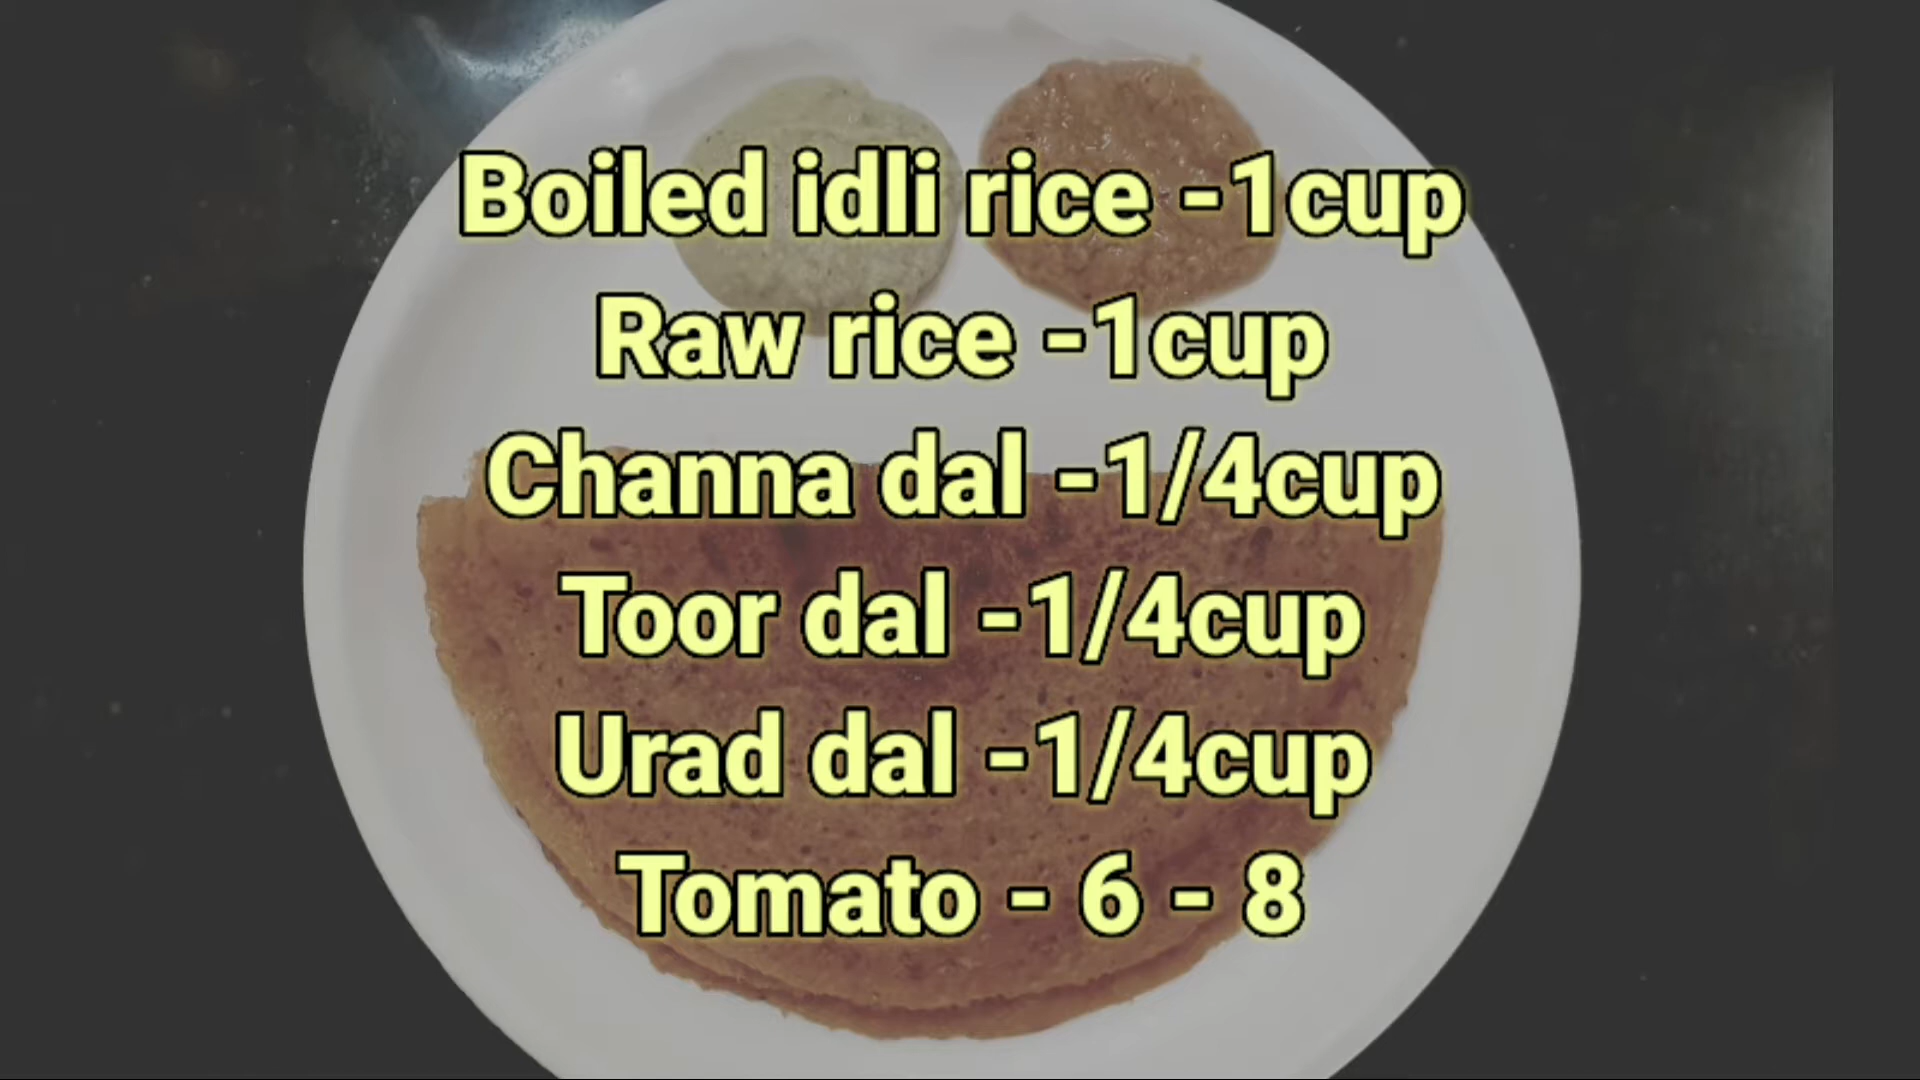 Boiled idli rice -1cup
Raw rice -1cup
Channa dal -1/4cup
Toor dal -1/4cup
Urad dal -1/4cup
Tomato - 6 - 8